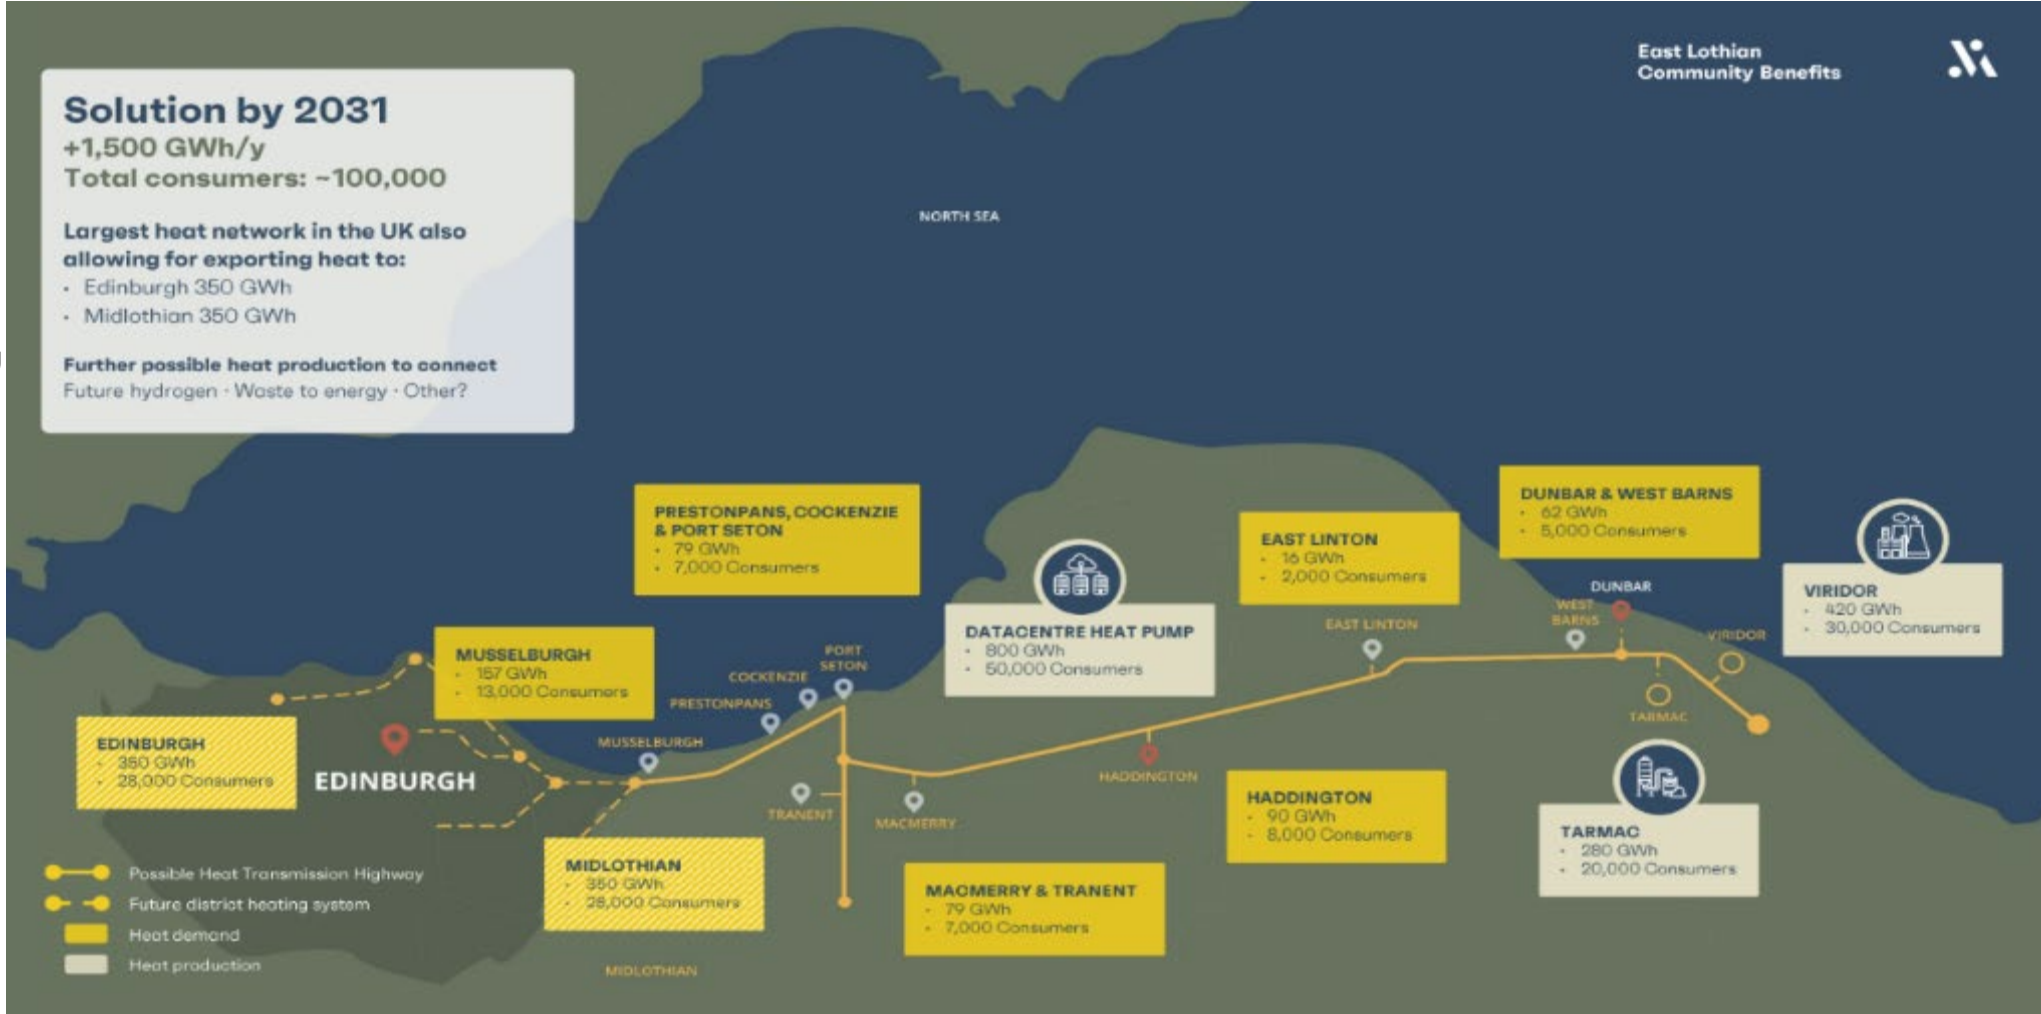 East Lothian
Community Benefits
Solution by 2031
+1,500 GWh/y
Total consumers: ~100,000
Largest heat network in the UK also
allowing for exporting heat to:
• Edinburgh 350 GWh
• Midlothian 350 GWh
Further possible heat production to connect
Future hydrogen · Waste to energy · Other?
NORTH SEA
PRESTONPANS, COCKENZIE
& PORT SETON
• 79 GWh
• 7,000 Consumers
DATACENTRE HEAT PUMP
• 800 GWh
• 50,000 Consumers
EAST LINTON
• 16 GWh
• 2,000 Consumers
DUNBAR & WEST BARNS
• 62 GWh
• 5,000 Consumers
VIRIDOR
• 420 GWh
• 30,000 Consumers
MUSSELBURGH
• 157 GWh
• 13,000 Consumers
EDINBURGH
• 350 GWh
• 28,000 Consumers
EDINBURGH
MUSSELBURGH
PRESTONPANS
COCKENZIE
PORT
SETON
TRANENT
MACMERRY
HADDINGTON
EAST LINTON
WEST
BARNS
DUNBAR
VIRIDOR
TARMAC
MIDLOTHIAN
• 350 GWh
• 28,000 Consumers
MACMERRY & TRANENT
• 79 GWh
• 7,000 Consumers
HADDINGTON
• 90 GWh
• 8,000 Consumers
TARMAC
• 280 GWh
• 20,000 Consumers
Possible Heat Transmission Highway
Future district heating system
Heat demand
Heat production
MIDLOTHIAN